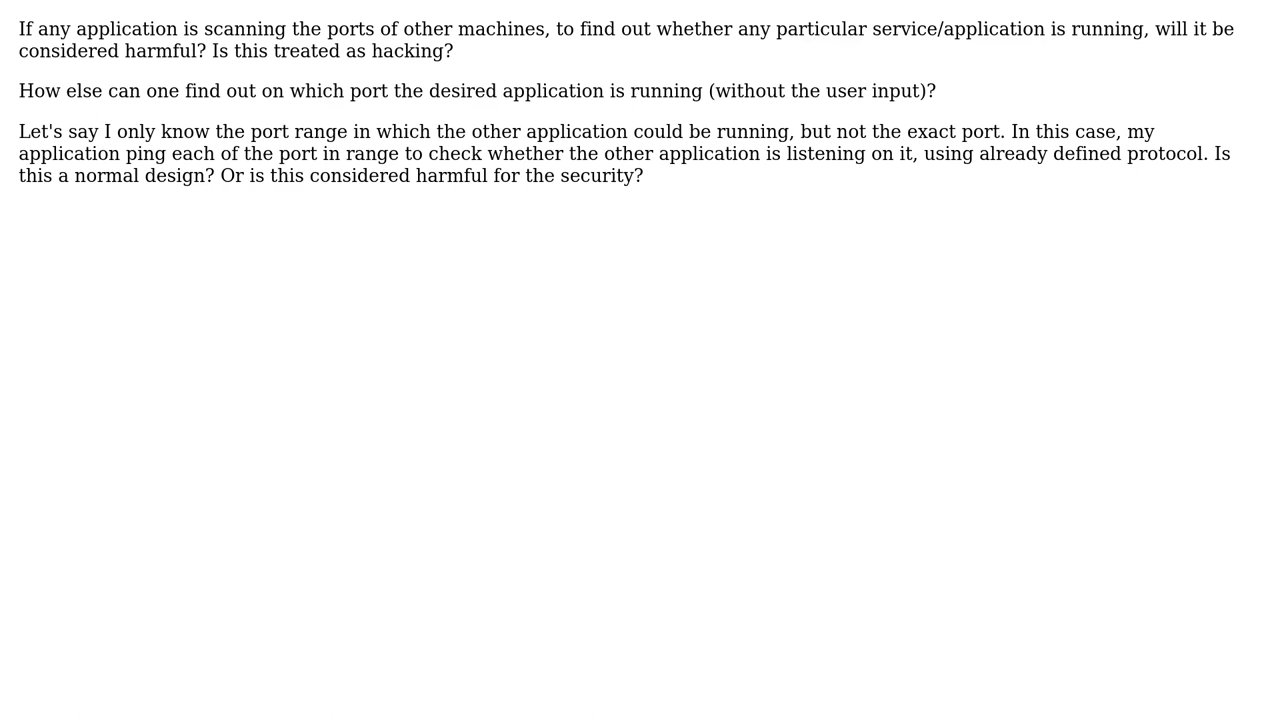 If any application is scanning the ports of other machines, to find out whether any particular service/application is running, will it be
considered harmful? Is this treated as hacking?
How else can one find out on which port the desired application is running (without the user input)?
Let's say I only know the port range in which the other application could be running, but not the exact port. In this case, my
application ping each of the port in range to check whether the other application is listening on it, using already defined protocol. Is
this a normal design? Or is this considered harmful for the security?